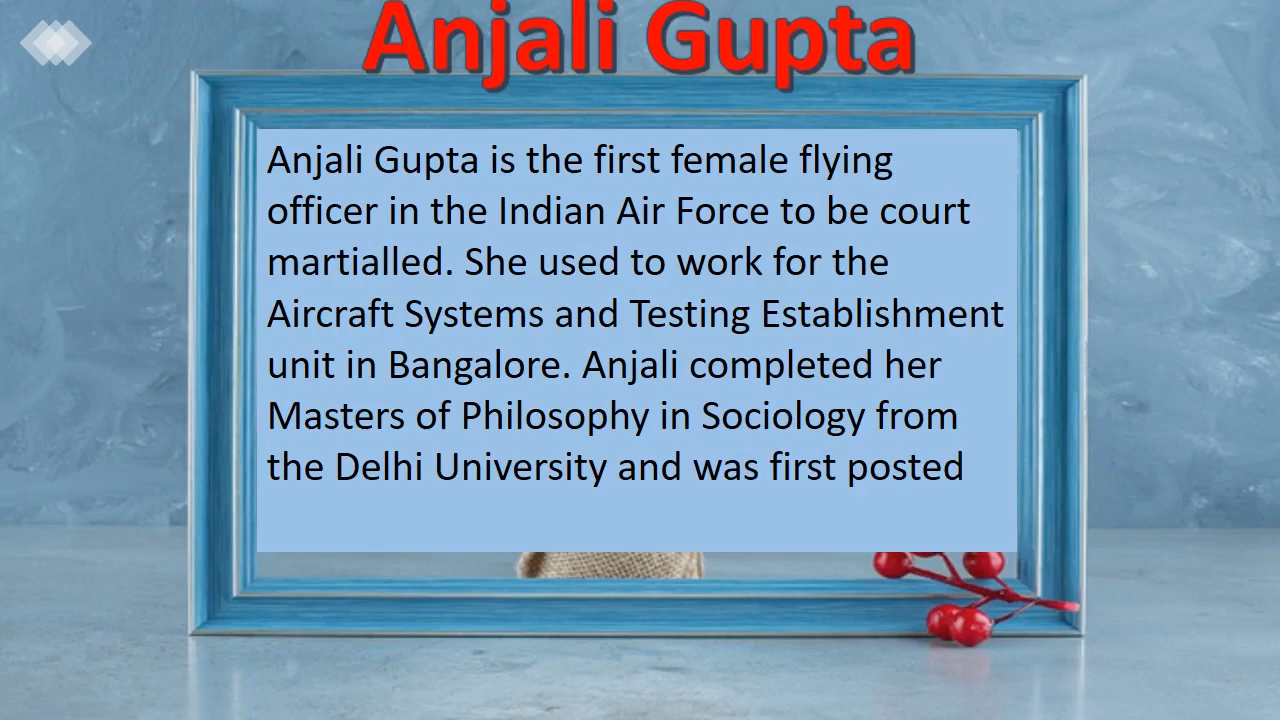 Anjali Gupta
Anjali Gupta is the first female flying
officer in the Indian Air Force to be court
martialled. She used to work for the
Aircraft Systems and Testing Establishment
unit in Bangalore. Anjali completed her
Masters of Philosophy in Sociology from
the Delhi University and was first posted